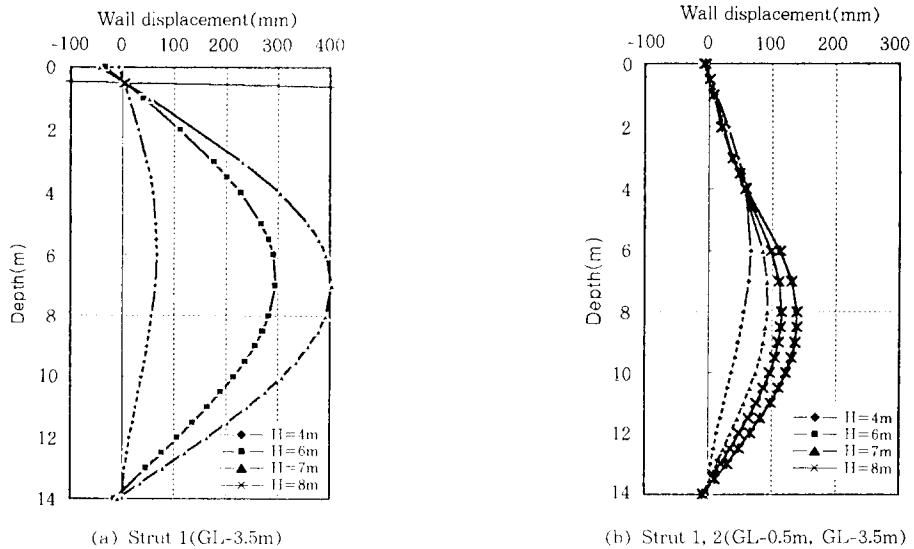 Wall displacement(mm)
-100 0 100 200 300 400
0
2
4
6
8
10
12
14
Depth(m)
H=4m
H=6m
H=7m
H=8m
(a) Strut 1(GL-3.5m)
Wall displacement(mm)
-100 0 100 200 300
0
2
4
6
8
10
12
14
Depth(m)
H=4m
H=6m
H=7m
H=8m
(b) Strut 1, 2(GL-0.5m, GL-3.5m)